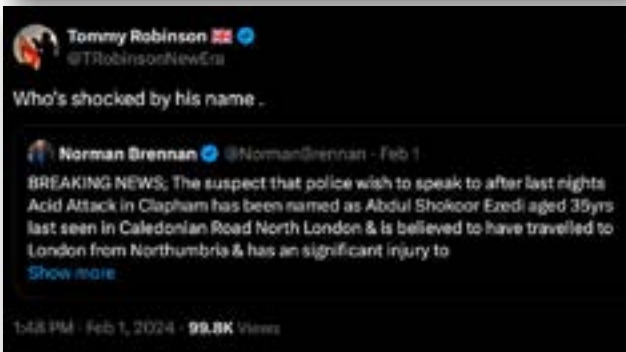 Tommy Robinson 🇬🇧
@TRobinsonNewEra
Who's shocked by his name .
Norman Brennan @NormanBrennan · Feb 1
BREAKING NEWS; The suspect that police wish to speak to after last nights
Acid Attack in Clapham has been named as Abdul Shokoor Ezedi aged 35yrs
last seen in Caledonian Road North London & is believed to have travelled to
London from Northumbria & has an significant injury to
Show more
1:48 PM · Feb 1, 2024 · 99.8K Views